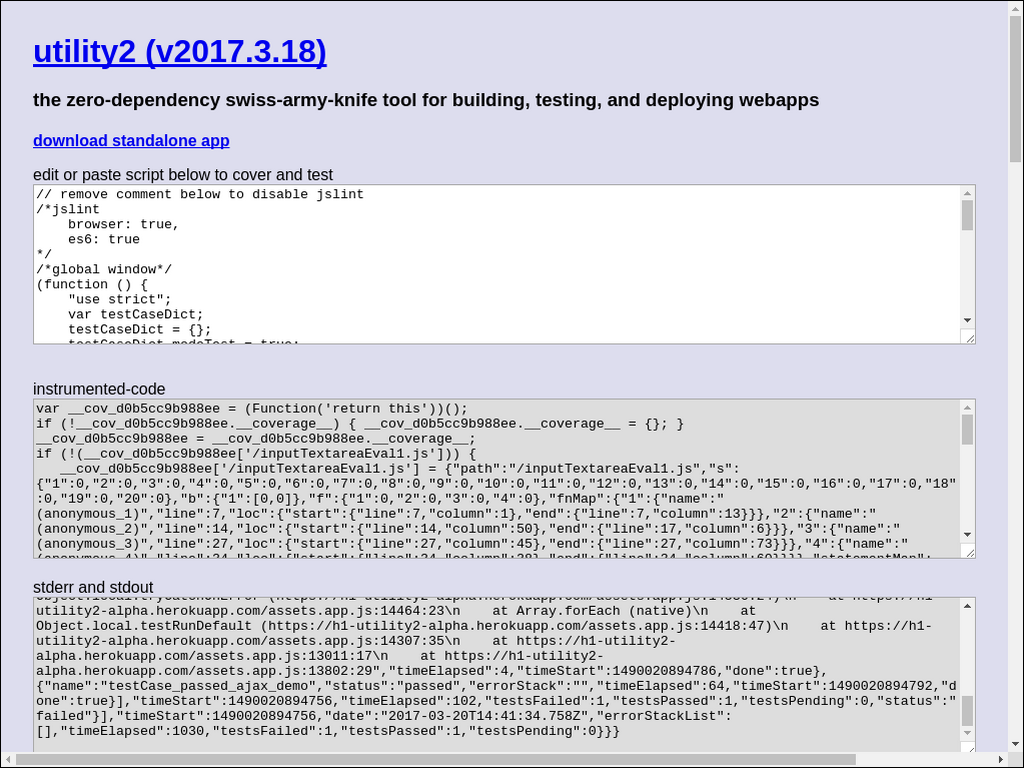 utility2 (v2017.3.18)
the zero-dependency swiss-army-knife tool for building, testing, and deploying webapps
download standalone app
edit or paste script below to cover and test
// remove comment below to disable jslint
/*jslint
    browser: true,
    es6: true
*/
/*global window*/
(function () {
    "use strict";
    var testCaseDict;
    testCaseDict = {};
    testCaseDict.modeTest = true;
instrumented-code
var __cov_d0b5cc9b988ee = (Function('return this'))();
if (!__cov_d0b5cc9b988ee.__coverage__) { __cov_d0b5cc9b988ee.__coverage__ = {}; }
__cov_d0b5cc9b988ee = __cov_d0b5cc9b988ee.__coverage__;
if (!(__cov_d0b5cc9b988ee['/inputTextareaEval1.js'])) {
   __cov_d0b5cc9b988ee['/inputTextareaEval1.js'] = {"path":"/inputTextareaEval1.js","s":
{"1":0,"2":0,"3":0,"4":0,"5":0,"6":0,"7":0,"8":0,"9":0,"10":0,"11":0,"12":0,"13":0,"14":0,"15":0,"16":0,"17":0,"18"
:0,"19":0,"20":0},"b":{"1":[0,0]},"f":{"1":0,"2":0,"3":0,"4":0},"fnMap":{"1":{"name":"
(anonymous_1)","line":7,"loc":{"start":{"line":7,"column":1},"end":{"line":7,"column":13}}},"2":{"name":"
(anonymous_2)","line":14,"loc":{"start":{"line":14,"column":50},"end":{"line":17,"column":6}}},"3":{"name":"
(anonymous_3)","line":27,"loc":{"start":{"line":27,"column":45},"end":{"line":27,"column":73}}},"4":{"name":"
stderr and stdout
utility2-alpha.herokuapp.com/assets.app.js:14464:23\n    at Array.forEach (native)\n    at
Object.local.testRunDefault (https://h1-utility2-alpha.herokuapp.com/assets.app.js:14418:47)\n    at https://h1-
utility2-alpha.herokuapp.com/assets.app.js:14307:35\n    at https://h1-utility2-
alpha.herokuapp.com/assets.app.js:13011:17\n    at https://h1-utility2-
alpha.herokuapp.com/assets.app.js:13802:29","timeElapsed":4,"timeStart":1490020894786,"done":true},
{"name":"testCase_passed_ajax_demo","status":"passed","errorStack":"","timeElapsed":64,"timeStart":1490020894792,"d
one":true}],"timeStart":1490020894756,"timeElapsed":102,"testsFailed":1,"testsPassed":1,"testsPending":0,"status":"
failed"}],"timeStart":1490020894756,"date":"2017-03-20T14:41:34.758Z","errorStackList":
[],"timeElapsed":1030,"testsFailed":1,"testsPassed":1,"testsPending":0}}}